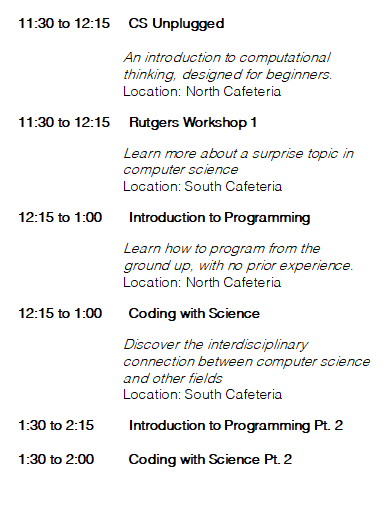 11:30 to 12:15 CS Unplugged
An introduction to computational
thinking, designed for beginners.
Location: North Cafeteria
11:30 to 12:15 Rutgers Workshop 1
Learn more about a surprise topic in
computer science
Location: South Cafeteria
12:15 to 1:00 Introduction to Programming
Learn how to program from the
ground up, with no prior experience.
Location: North Cafeteria
12:15 to 1:00 Coding with Science
Discover the interdisciplinary
connection between computer science
and other fields
Location: South Cafeteria
1:30 to 2:15 Introduction to Programming Pt. 2
1:30 to 2:00 Coding with Science Pt. 2